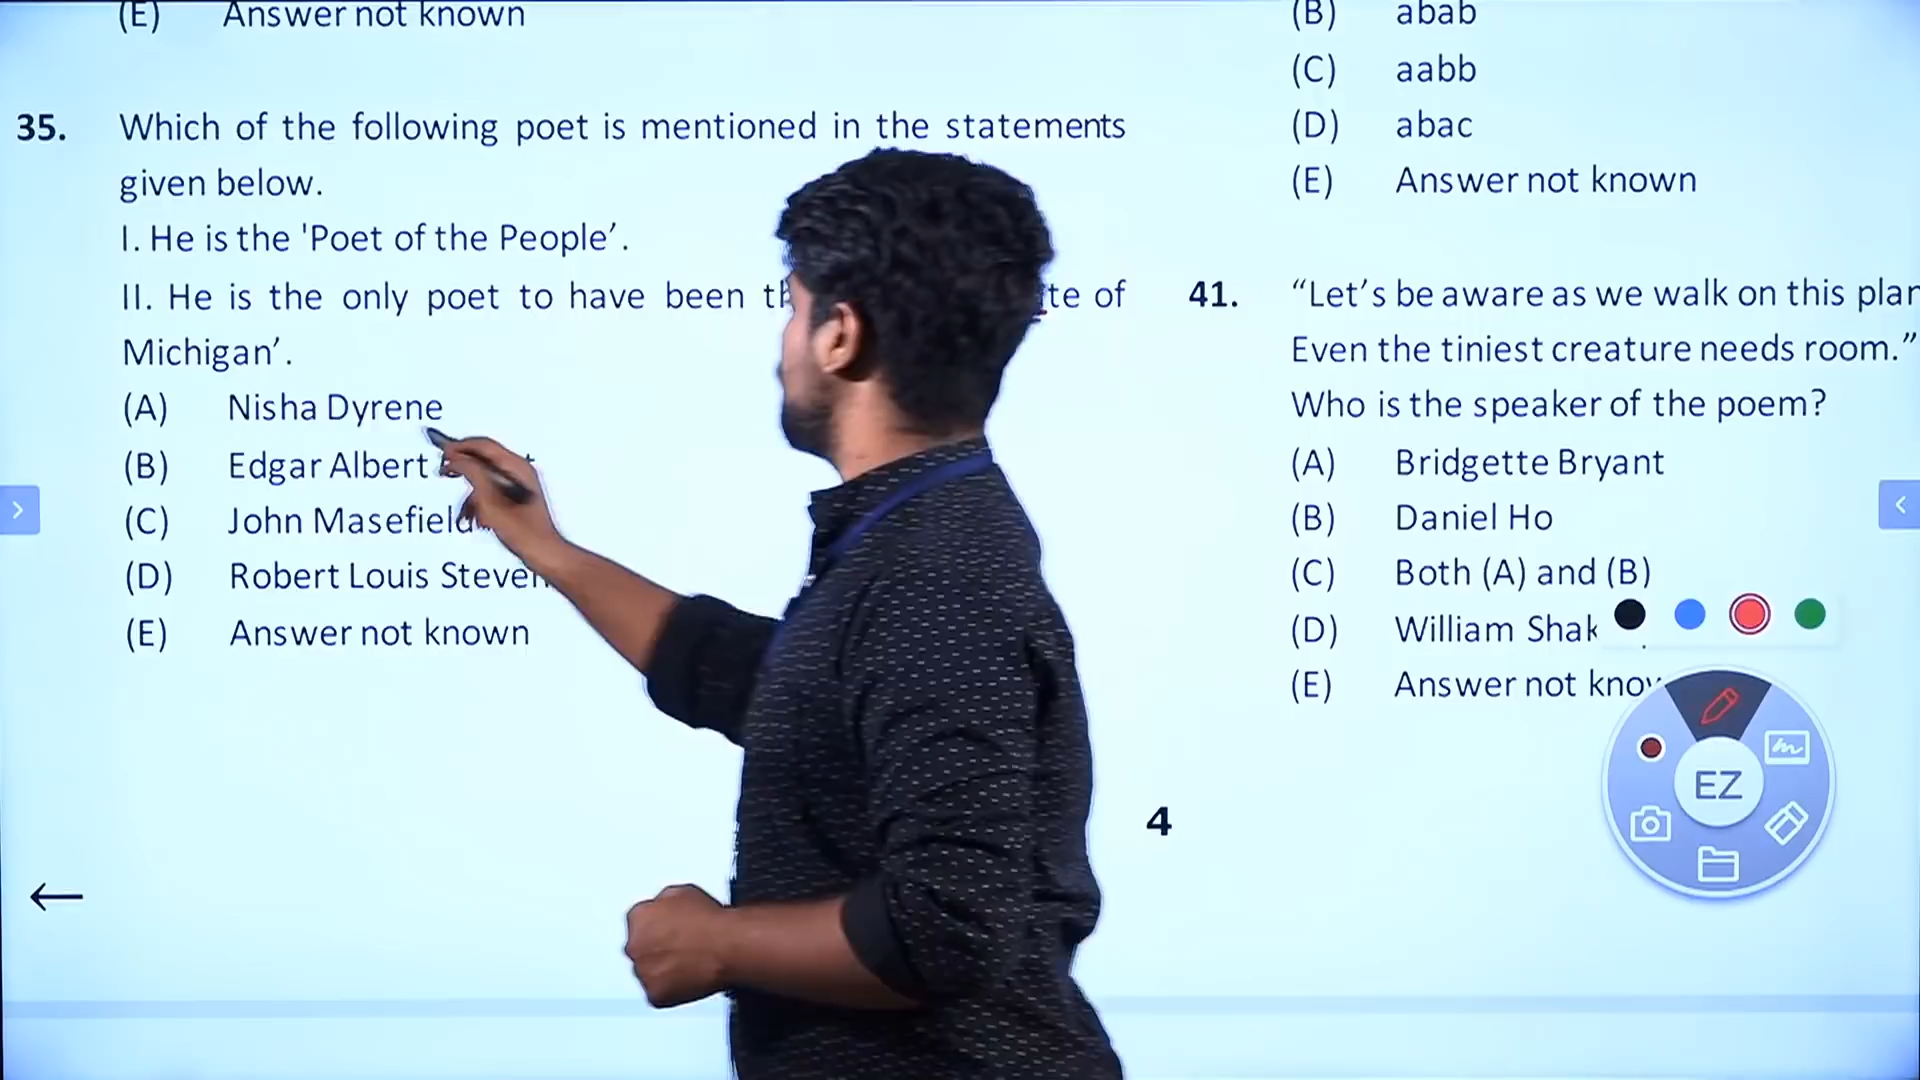 (E) Answer not known
35. Which of the following poet is mentioned in the statements
given below.
I. He is the 'Poet of the People’.
II. He is the only poet to have been te of
Michigan’.
(A) Nisha Dyrene
(B) Edgar Albert
(C) John Masefield
(D) Robert Louis
(E) Answer not known
(B) abab
(C) aabb
(D) abac
(E) Answer not known
41. “Let’s be aware as we walk on this
Even the tiniest creature needs room.”
Who is the speaker of the poem?
(A) Bridgette Bryant
(B) Daniel Ho
(C) Both (A) and (B)
(D) William Shak
(E) Answer not
EZ
4